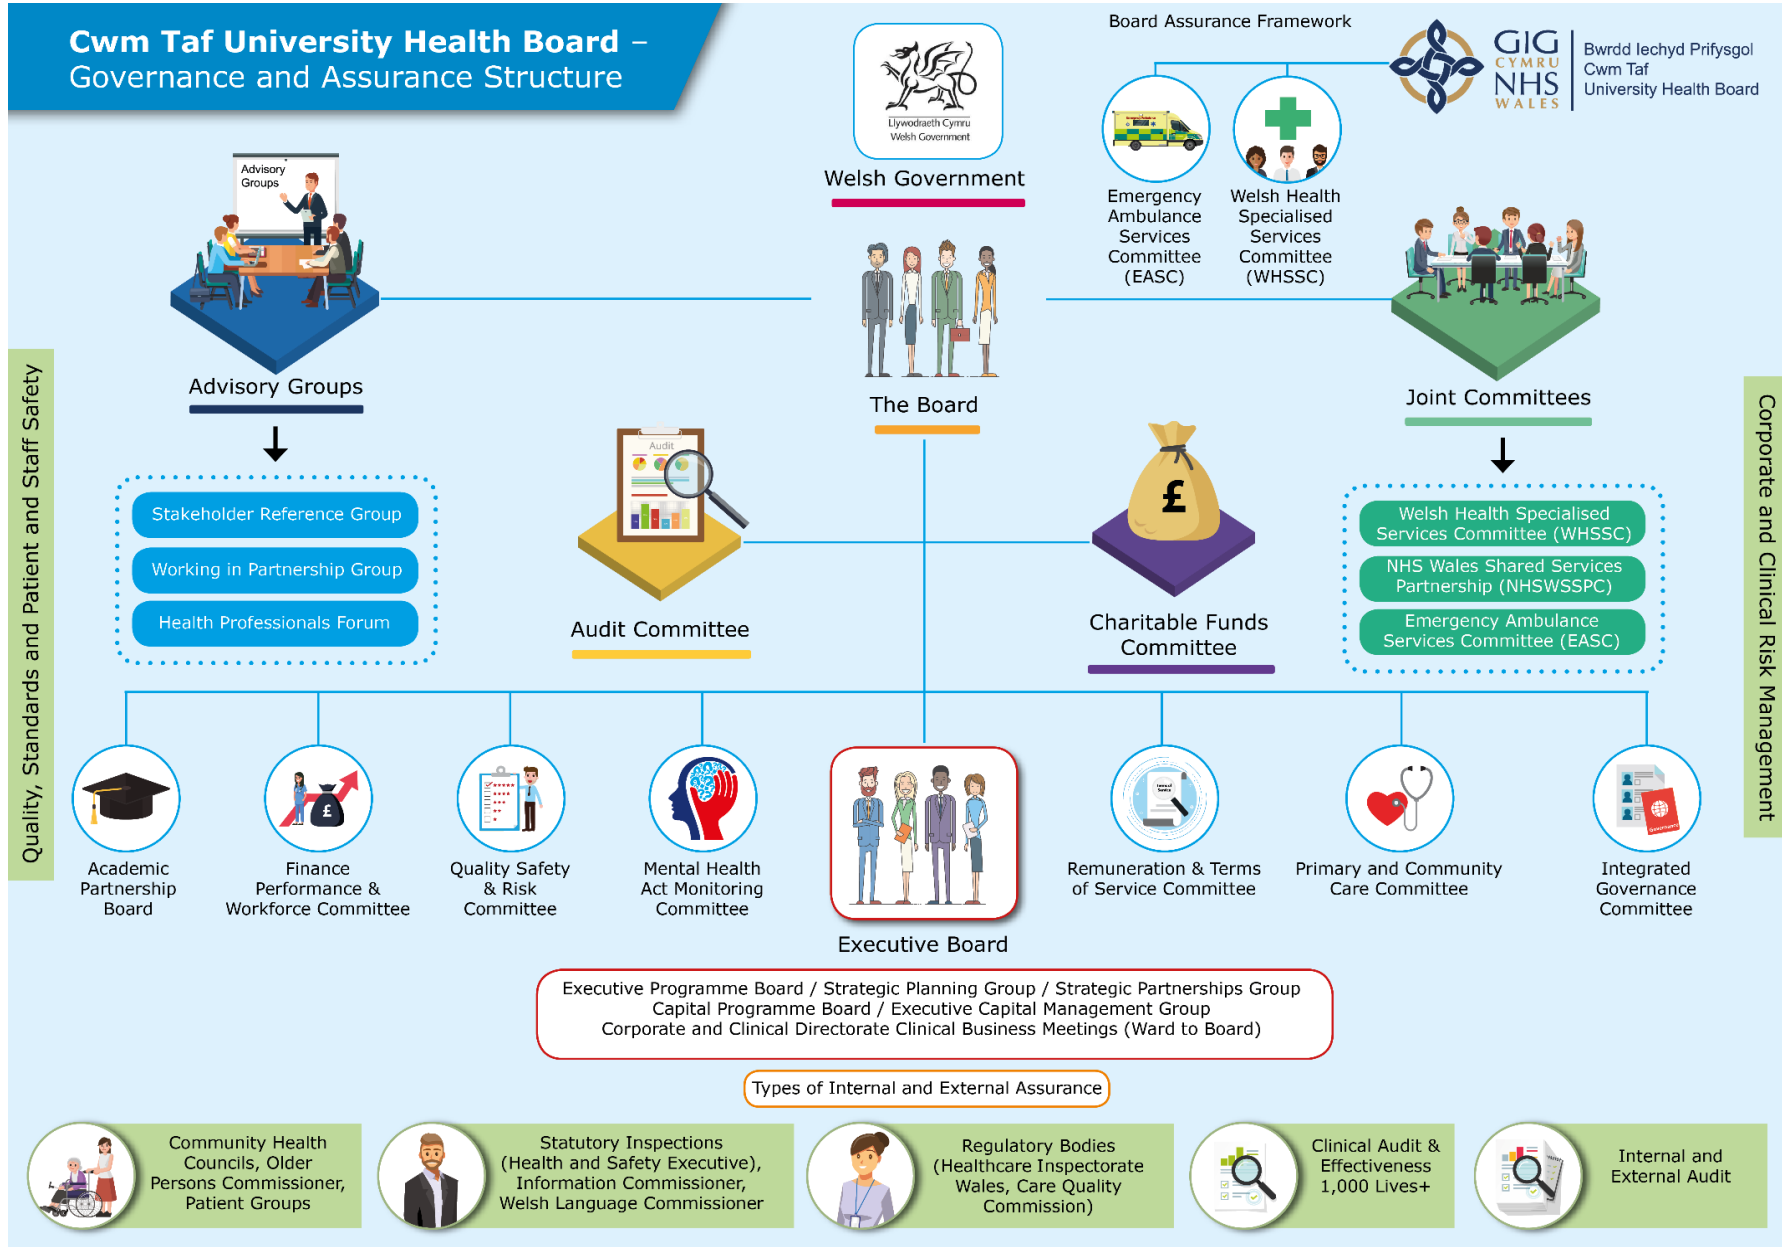 Cwm Taf University Health Board –
Governance and Assurance Structure
Llywodraeth Cymru
Welsh Government
Welsh Government
Board Assurance Framework
GIG
CYMRU
NHS
WALES
Bwrdd Iechyd Prifysgol
Cwm Taf
University Health Board
Emergency
Ambulance
Services
Committee
(EASC)
Welsh Health
Specialised
Services
Committee
(WHSSC)
Advisory
Groups
Advisory Groups
The Board
Joint Committees
Quality, Standards and Patient and Staff Safety
Corporate and Clinical Risk Management
Stakeholder Reference Group
Working in Partnership Group
Health Professionals Forum
Audit
Audit Committee
£
Charitable Funds
Committee
Welsh Health Specialised
Services Committee (WHSSC)
NHS Wales Shared Services
Partnership (NHSWSSPC)
Emergency Ambulance
Services Committee (EASC)
Academic
Partnership
Board
£
Finance
Performance &
Workforce Committee
Quality Safety
& Risk
Committee
Mental Health
Act Monitoring
Committee
Executive Board
Terms of
Service
Remuneration & Terms
of Service Committee
Primary and Community
Care Committee
Governance
Integrated
Governance
Committee
Executive Programme Board / Strategic Planning Group / Strategic Partnerships Group
Capital Programme Board / Executive Capital Management Group
Corporate and Clinical Directorate Clinical Business Meetings (Ward to Board)
Types of Internal and External Assurance
Community Health
Councils, Older
Persons Commissioner,
Patient Groups
Statutory Inspections
(Health and Safety Executive),
Information Commissioner,
Welsh Language Commissioner
Regulatory Bodies
(Healthcare Inspectorate
Wales, Care Quality
Commission)
Clinical Audit &
Effectiveness
1,000 Lives+
Internal and
External Audit